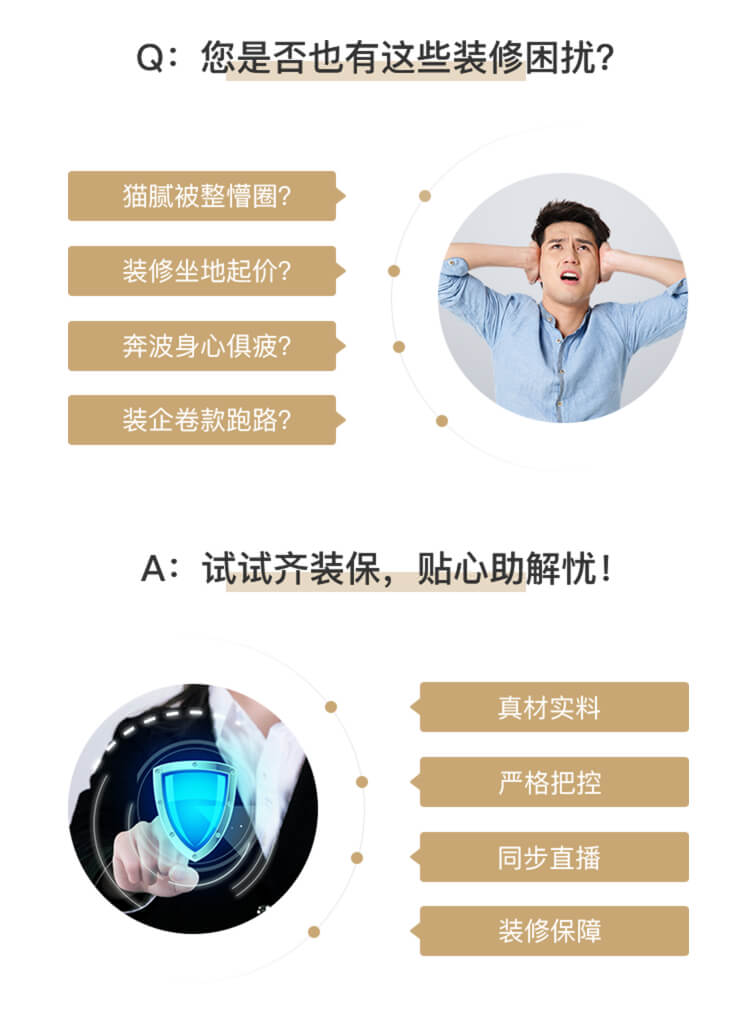 Q：您是否也有这些装修困扰？
猫腻被整懵圈？
装修坐地起价？
奔波身心俱疲？
装企卷款跑路？
A：试试齐装保，贴心助解忧！
真材实料
严格把控
同步直播
装修保障